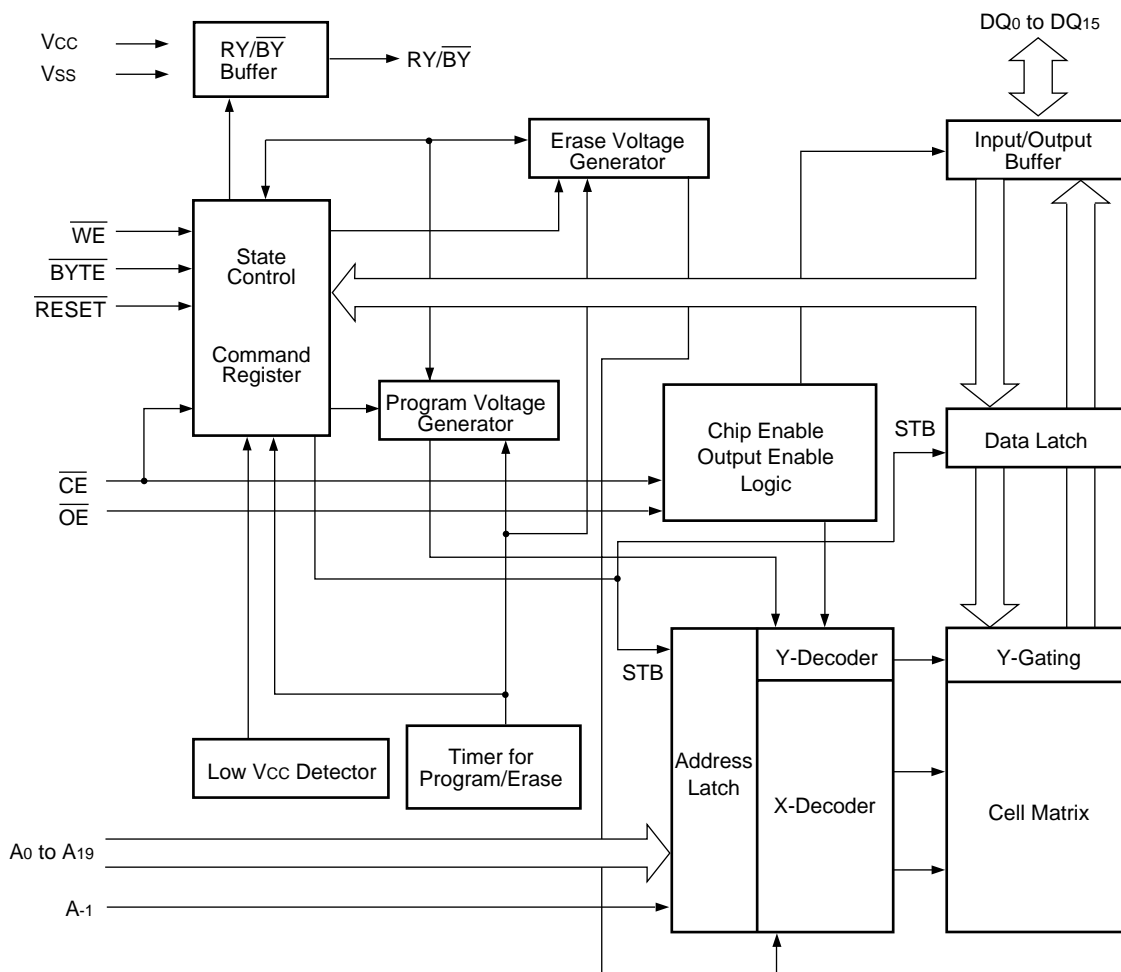 VCC
VSS
RY/BY
Buffer
RY/BY
DQ0 to DQ15
Erase Voltage
Generator
Input/Output
Buffer
WE
BYTE
RESET
State
Control
Command
Register
Program Voltage
Generator
Chip Enable
Output Enable
Logic
STB
Data Latch
CE
OE
STB
Y-Decoder
Y-Gating
Low VCC Detector
Timer for
Program/Erase
Address
Latch
X-Decoder
Cell Matrix
A0 to A19
A-1